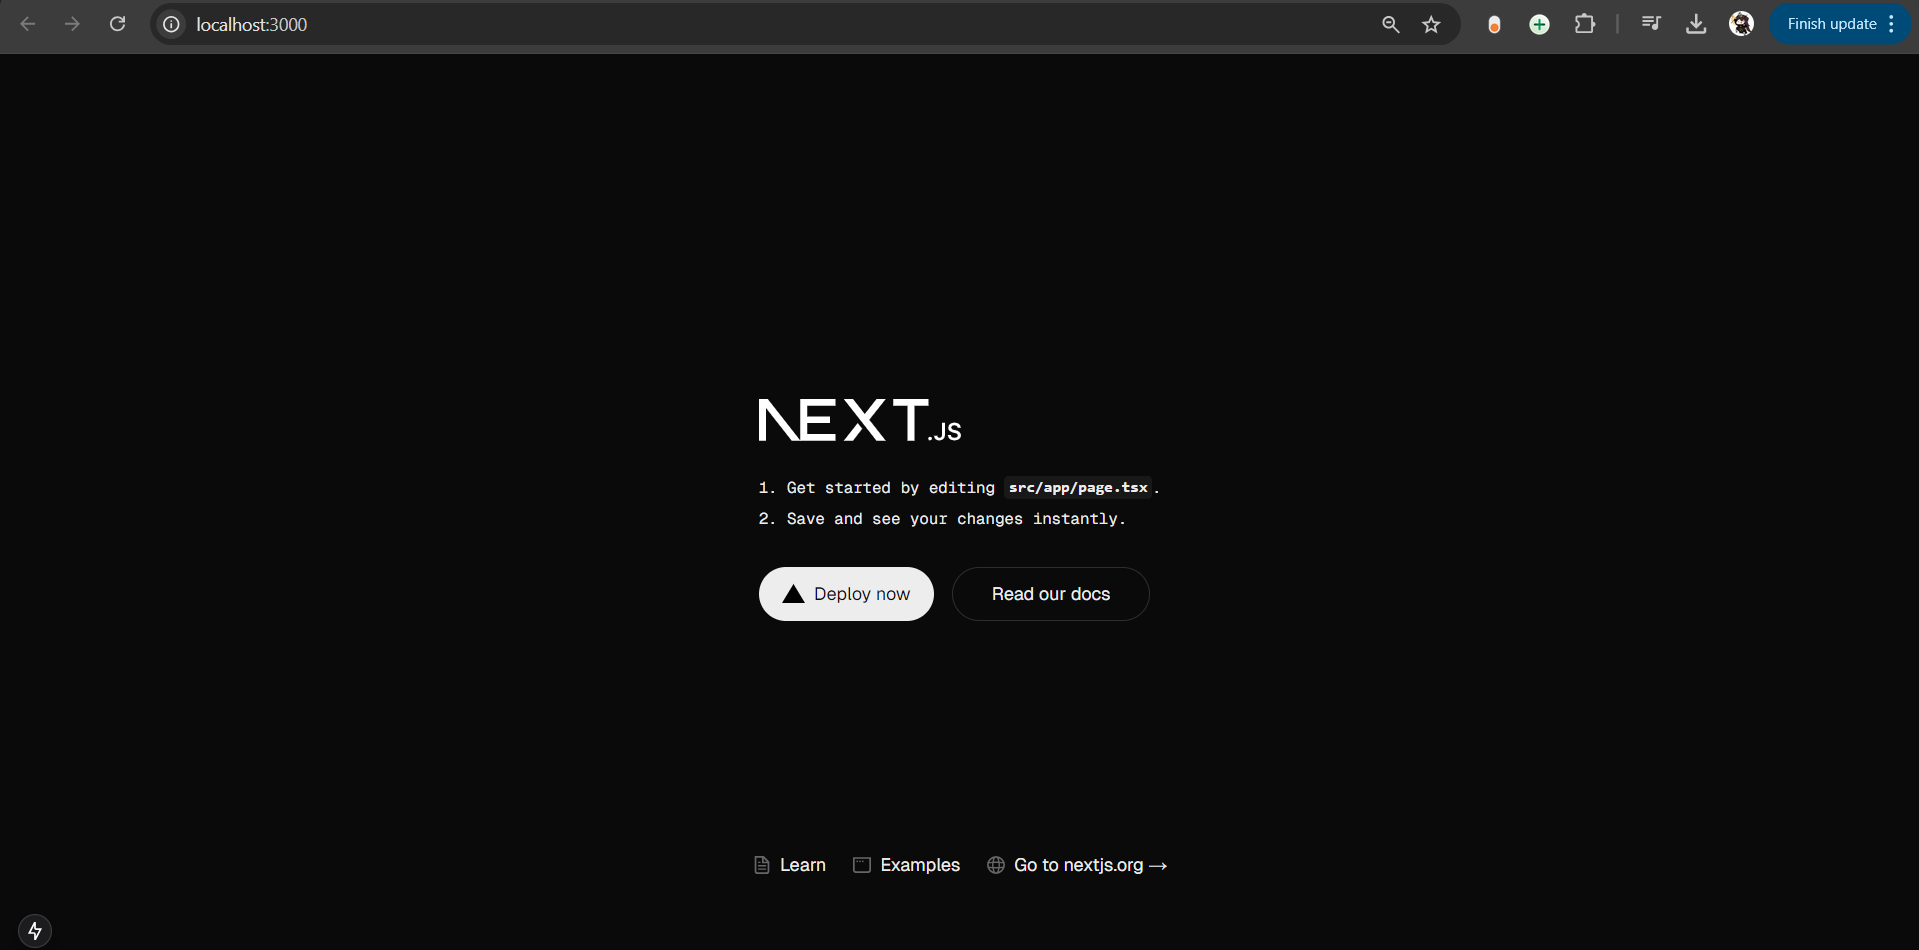 localhost:3000
Finish update
NEXT.JS
1. Get started by editing src/app/page.tsx.
2. Save and see your changes instantly.
Deploy now
Read our docs
Learn
Examples
Go to nextjs.org →